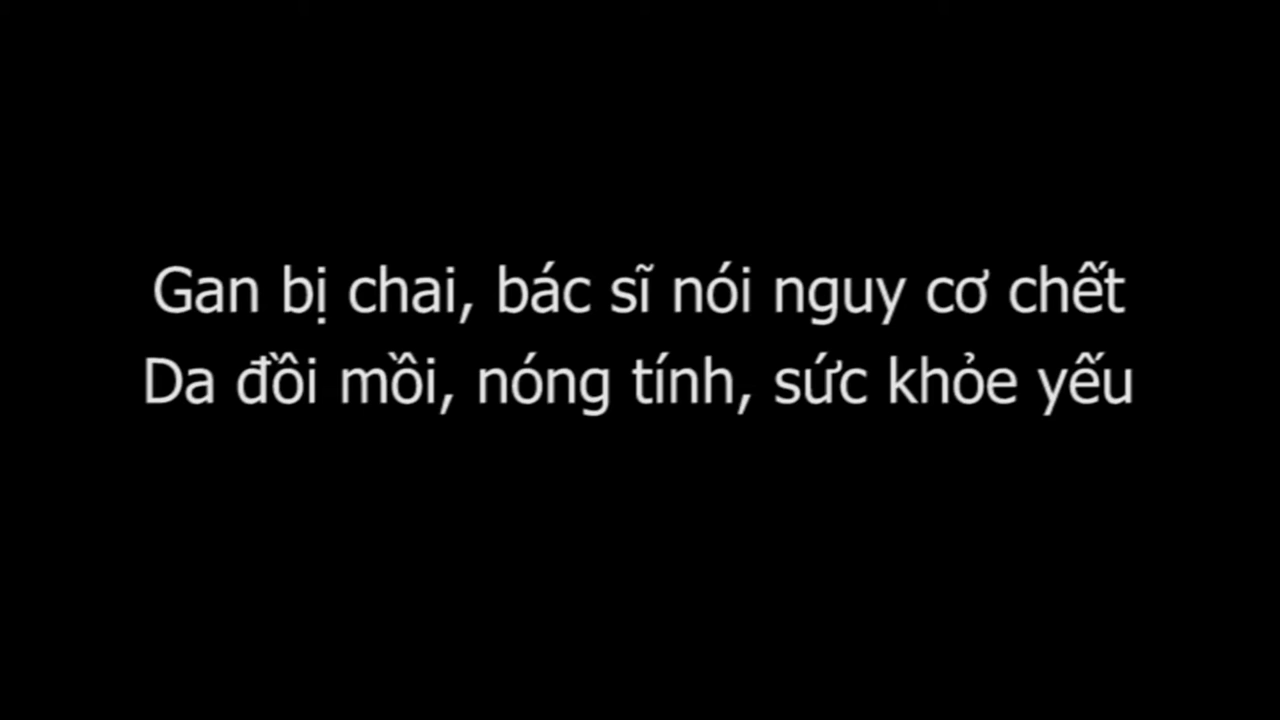 Gan bị chai, bác sĩ nói nguy cơ chết
Da đồi mồi, nóng tính, sức khỏe yếu